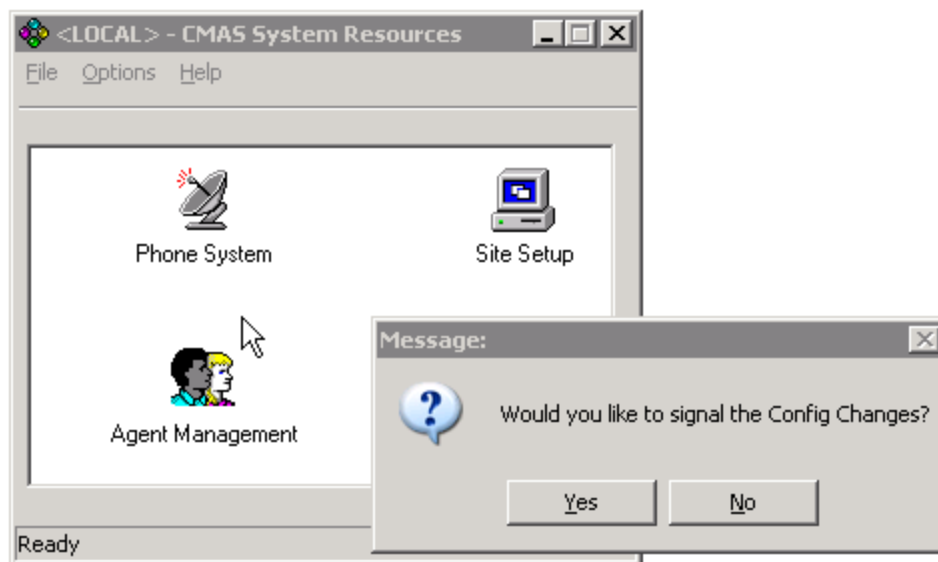 <LOCAL> - CMAS System Resources
File Options Help
Phone System
Site Setup
Agent Management
Ready
Message:
Would you like to signal the Config Changes?
Yes
No